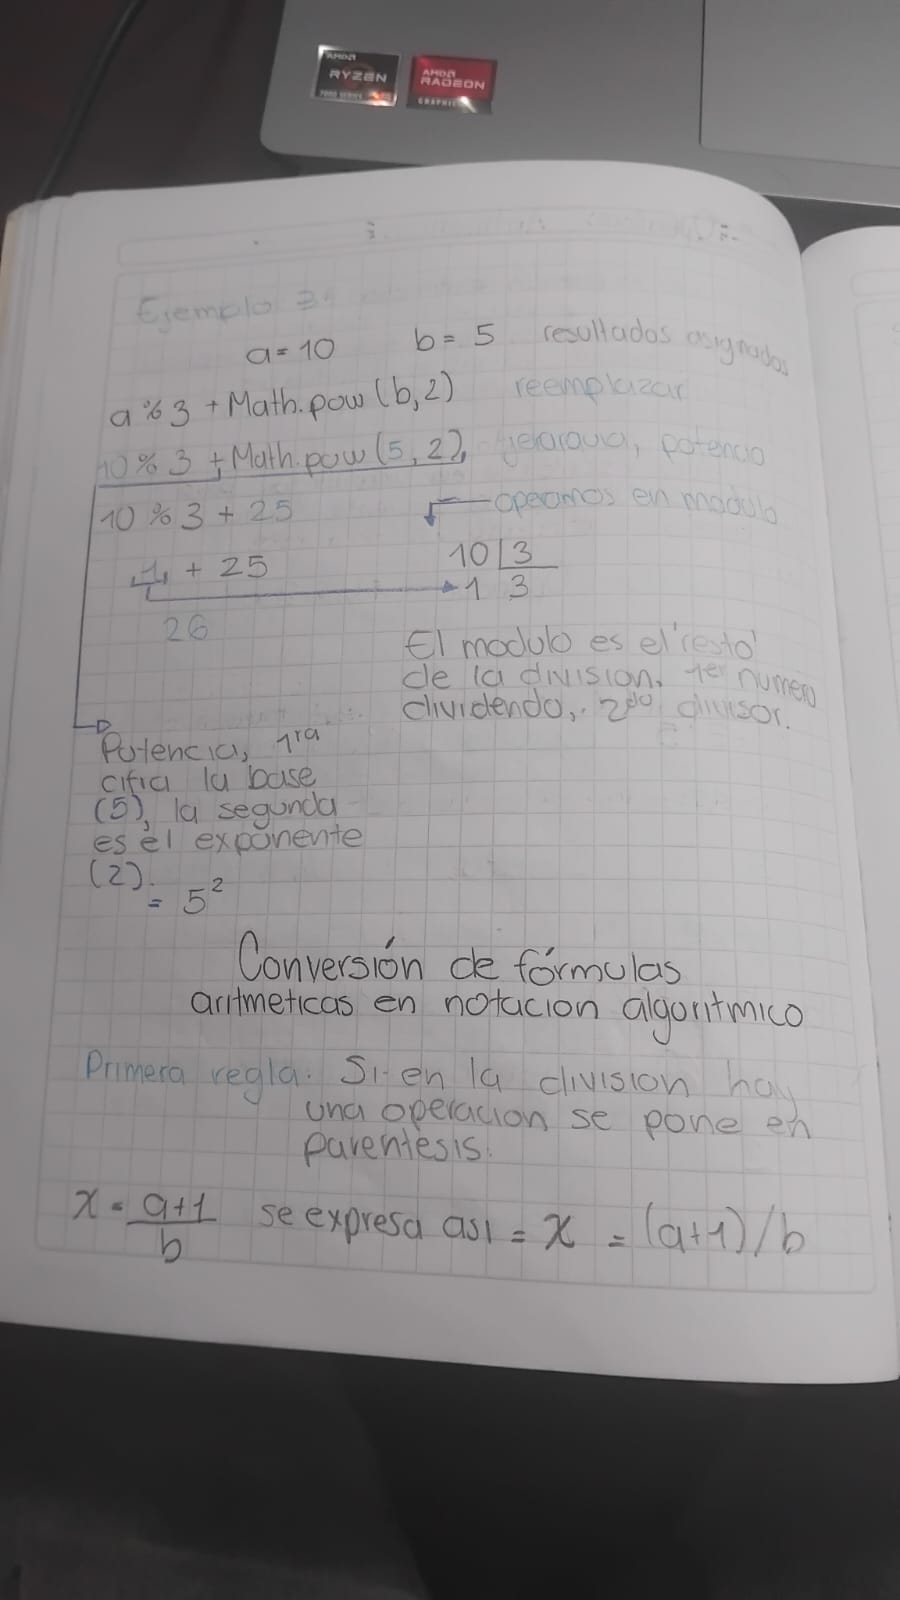 AMD
RYZEN
7000 SERIES
AMD
RADEON
GRAPHICS
Ejemplo 3:
a = 10 b = 5 resultados asignados
a % 3 + Math.pow (b, 2) reemplazar
10 % 3 + Math.pow (5, 2), potencia
10 % 3 + 25 operamos en modulo
1 + 25 10 3
1 3
26
El modulo es el 'resto'
de la division, 1er numero
dividendo, 2do divisor.
Potencia, 1ra
cifra la base
(5), la segunda
es el exponente
(2).
= 5²
Conversión de fórmulas
aritmeticas en notacion algoritmico
Primera regla: Si en la division hay
una operacion se pone en
parentesis.
x = a+1 se expresa asi = x = (a+1)/b
b